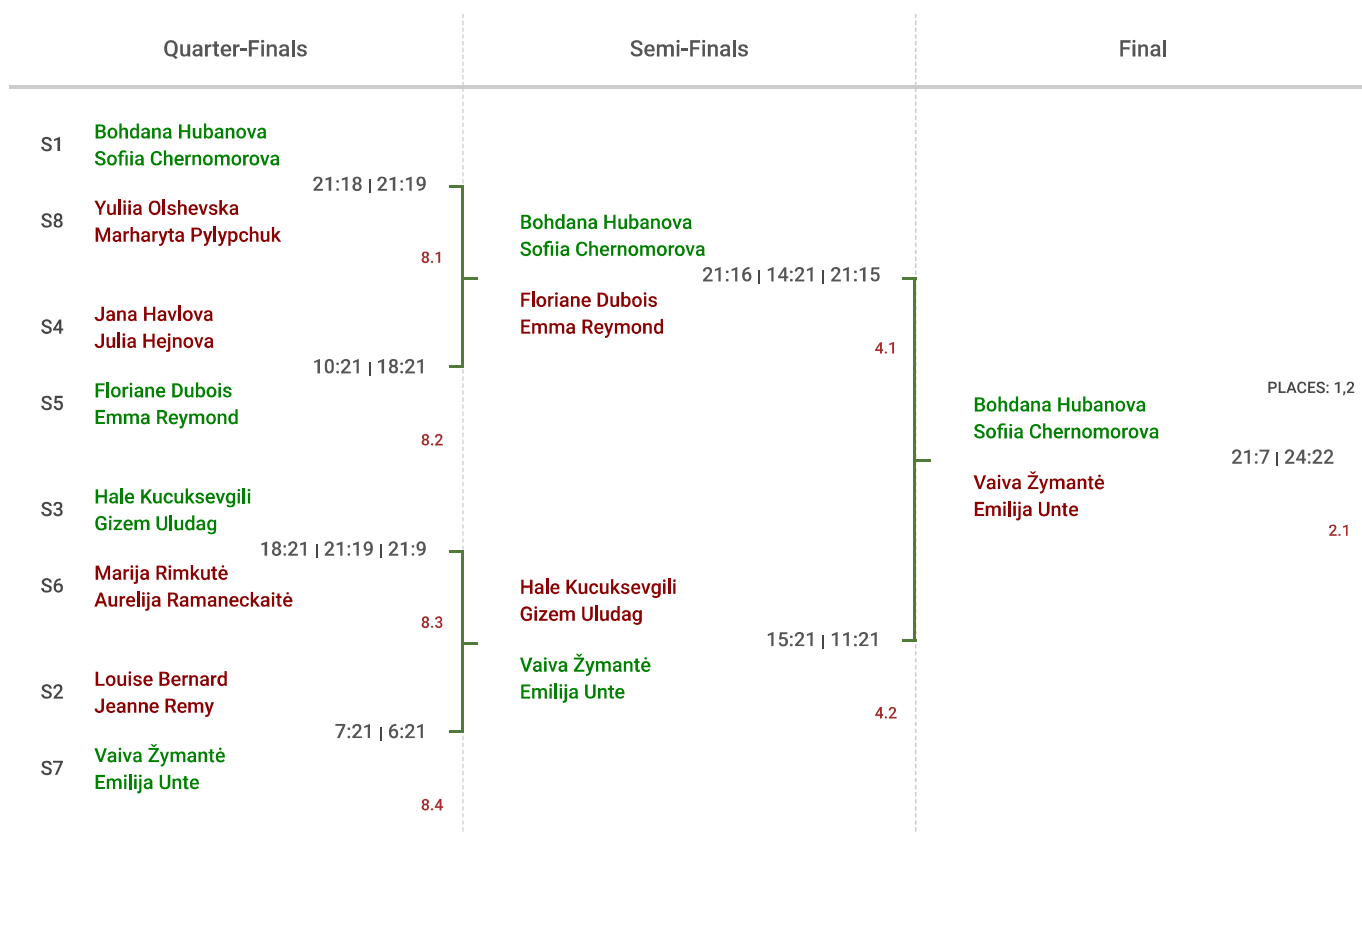 Quarter-Finals
Semi-Finals
Final
S1
Bohdana Hubanova
Sofiia Chernomorova
21:18 | 21:19
S8
Yuliia Olshevska
Marharyta Pylypchuk
8.1
S4
Jana Havlova
Julia Hejnova
10:21 | 18:21
S5
Floriane Dubois
Emma Reymond
8.2
S3
Hale Kucuksevgili
Gizem Uludag
18:21 | 21:19 | 21:9
S6
Marija Rimkutė
Aurelija Ramaneckaitė
8.3
S2
Louise Bernard
Jeanne Remy
7:21 | 6:21
S7
Vaiva Žymantė
Emilija Unte
8.4
Bohdana Hubanova
Sofiia Chernomorova
21:16 | 14:21 | 21:15
Floriane Dubois
Emma Reymond
4.1
Hale Kucuksevgili
Gizem Uludag
15:21 | 11:21
Vaiva Žymantė
Emilija Unte
4.2
PLACES: 1,2
Bohdana Hubanova
Sofiia Chernomorova
21:7 | 24:22
Vaiva Žymantė
Emilija Unte
2.1